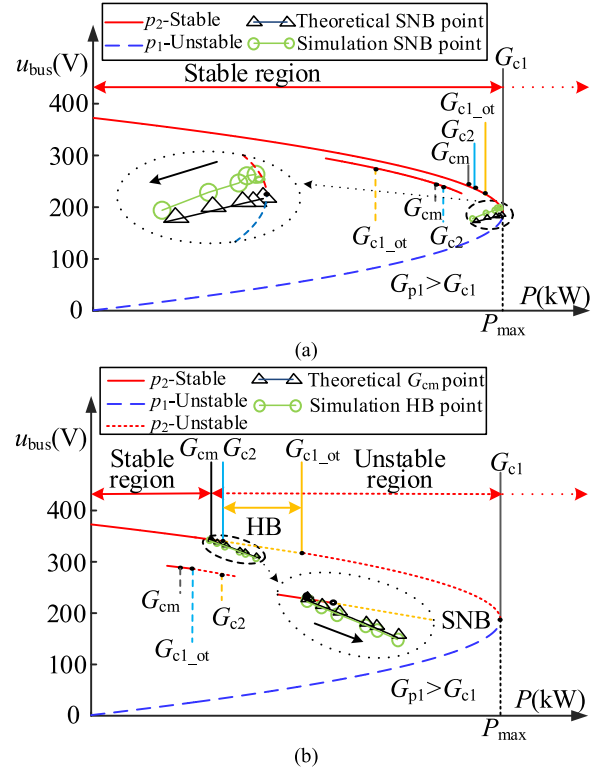 p2-Stable
Theoretical SNB point
p1-Unstable
Simulation SNB point
ubus(V)
Gc1
Stable region
400
Gc1_ot
Gc2
Gcm
300
200
Gcm
Gc2
Gc1_ot
100
Gp1>Gc1
P(kW)
0
Pmax
(a)
p2-Stable
Theoretical Gcm point
p1-Unstable
Simulation HB point
p2-Unstable
ubus(V)
Gcm Gc2 Gc1_ot
Gc1
Stable region
Unstable region
400
HB
300
Gcm
Gc2
Gc1_ot
200
SNB
100
Gp1>Gc1
P(kW)
0
Pmax
(b)